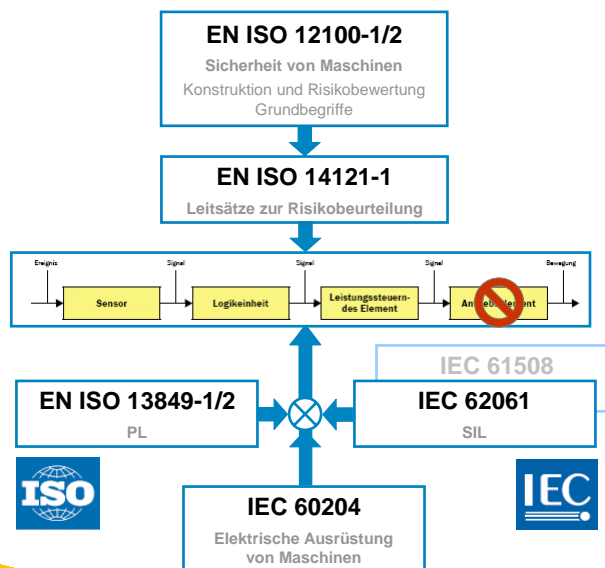 EN ISO 12100-1/2
Sicherheit von Maschinen
Konstruktion und Risikobewertung
Grundbegriffe
EN ISO 14121-1
Leitsätze zur Risikobeurteilung
Ereignis Signal Signal Signal Bewegung
Sensor
Logikeinheit
Leistungssteuern-
des Element
Antriebselement
IEC 61508
EN ISO 13849-1/2
PL
IEC 62061
SIL
ISO
IEC
IEC 60204
Elektrische Ausrüstung
von Maschinen